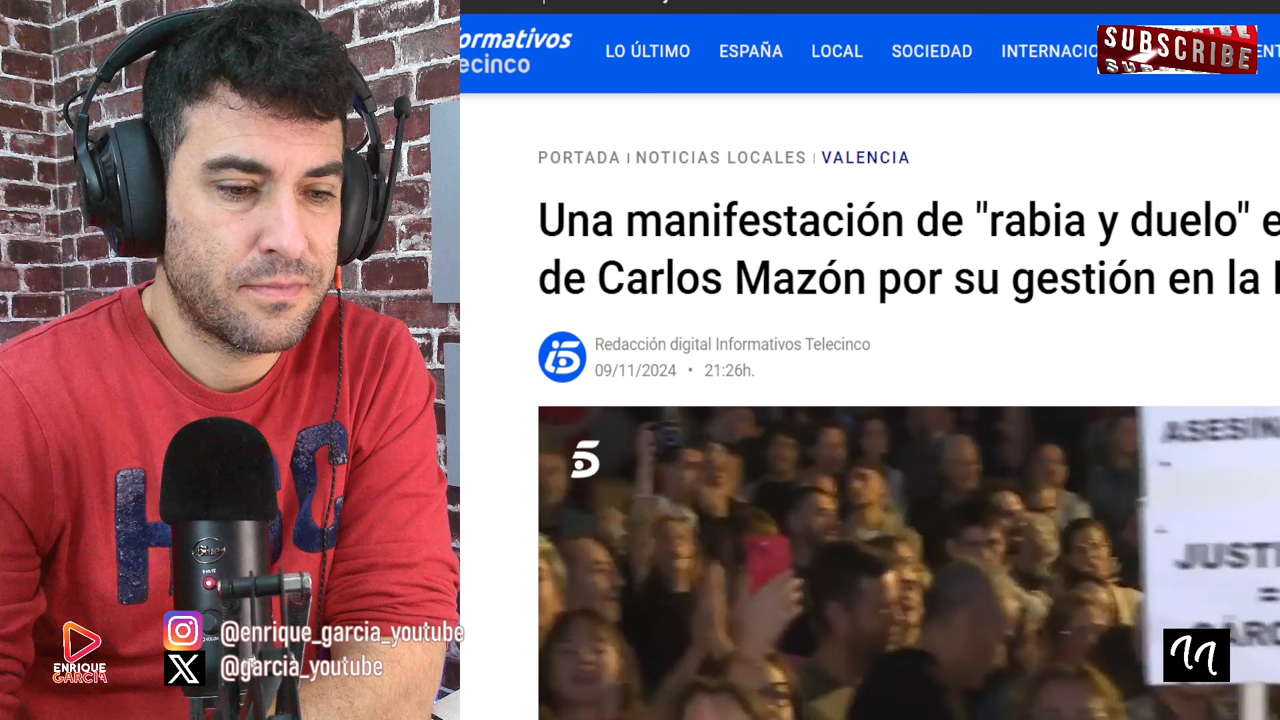 ormativos
ecinco
LO ÚLTIMO ESPAÑA LOCAL SOCIEDAD INTERNACIO
SUBSCRIBE
PORTADA | NOTICIAS LOCALES | VALENCIA
Una manifestación de "rabia y duelo" e
de Carlos Mazón por su gestión en la
Redacción digital Informativos Telecinco
09/11/2024 • 21:26h.
5
ASESIN
JUSTI
=
@enrique_garcia_youtube
@garcia_youtube
ENRIQUE
GARCIA